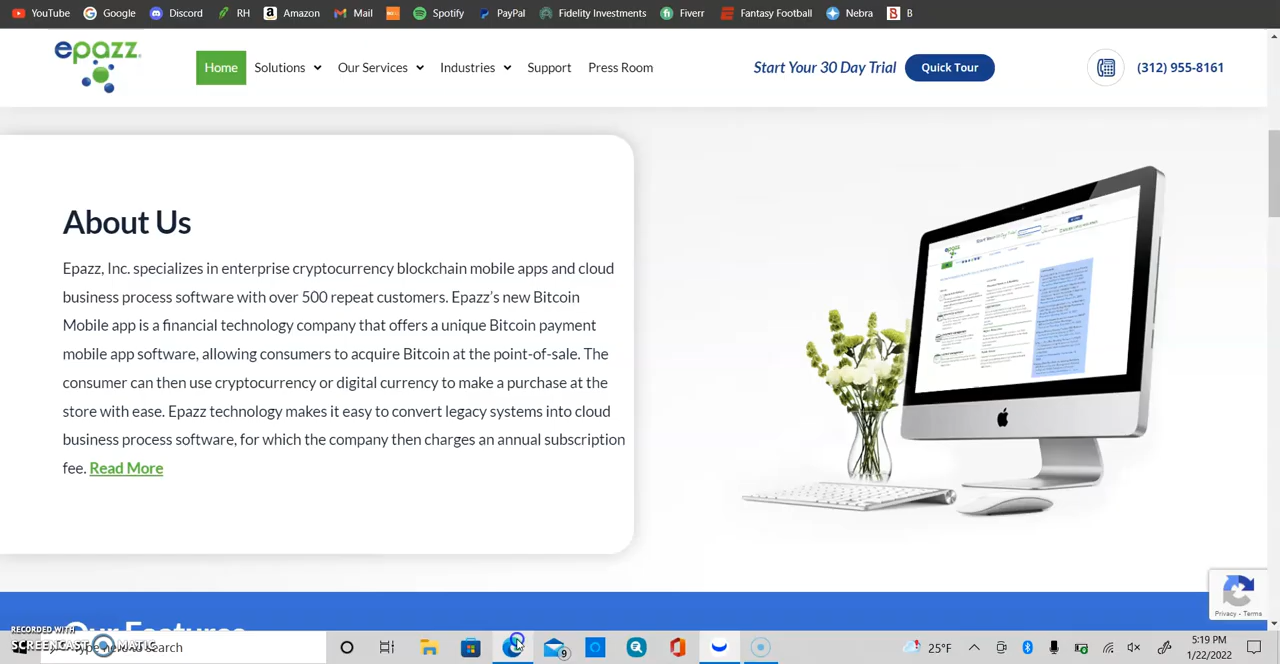 YouTube Google Discord RH Amazon Mail Spotify PayPal Fidelity Investments Fiverr Fantasy Football Nebra B
epazz
Home Solutions Our Services Industries Support Press Room Start Your 30 Day Trial Quick Tour (312) 955-8161
About Us
Epazz, Inc. specializes in enterprise cryptocurrency blockchain mobile apps and cloud
business process software with over 500 repeat customers. Epazz's new Bitcoin
Mobile app is a financial technology company that offers a unique Bitcoin payment
mobile app software, allowing consumers to acquire Bitcoin at the point-of-sale. The
consumer can then use cryptocurrency or digital currency to make a purchase at the
store with ease. Epazz technology makes it easy to convert legacy systems into cloud
business process software, for which the company then charges an annual subscription
fee. Read More
Privacy - Terms
Our Features
RECORDED WITH
SCREENCAST MATIC
Type here to search
9
25°F
5:19 PM
1/22/2022